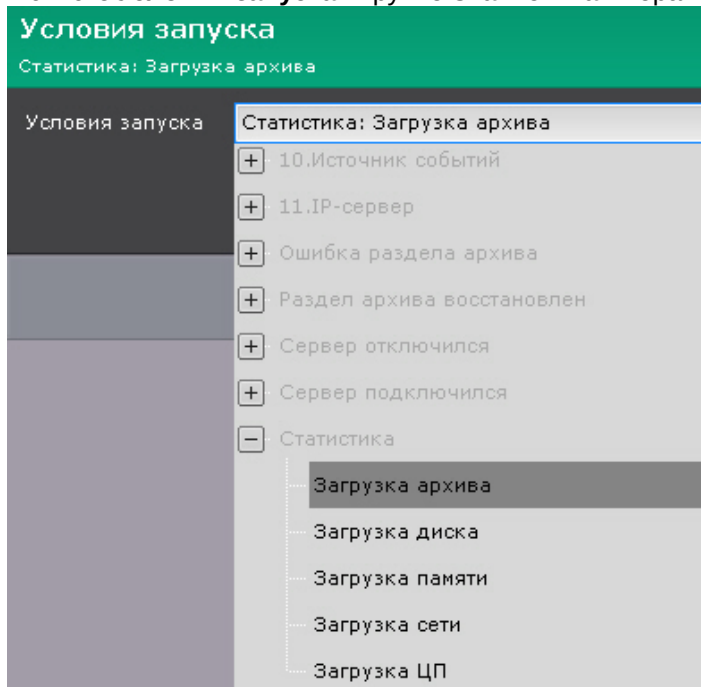 Условия запуска
Статистика: Загрузка архива
Условия запуска
Статистика: Загрузка архива
10.Источник событий
11.IP-сервер
Ошибка раздела архива
Раздел архива восстановлен
Сервер отключился
Сервер подключился
Статистика
Загрузка архива
Загрузка диска
Загрузка памяти
Загрузка сети
Загрузка ЦП